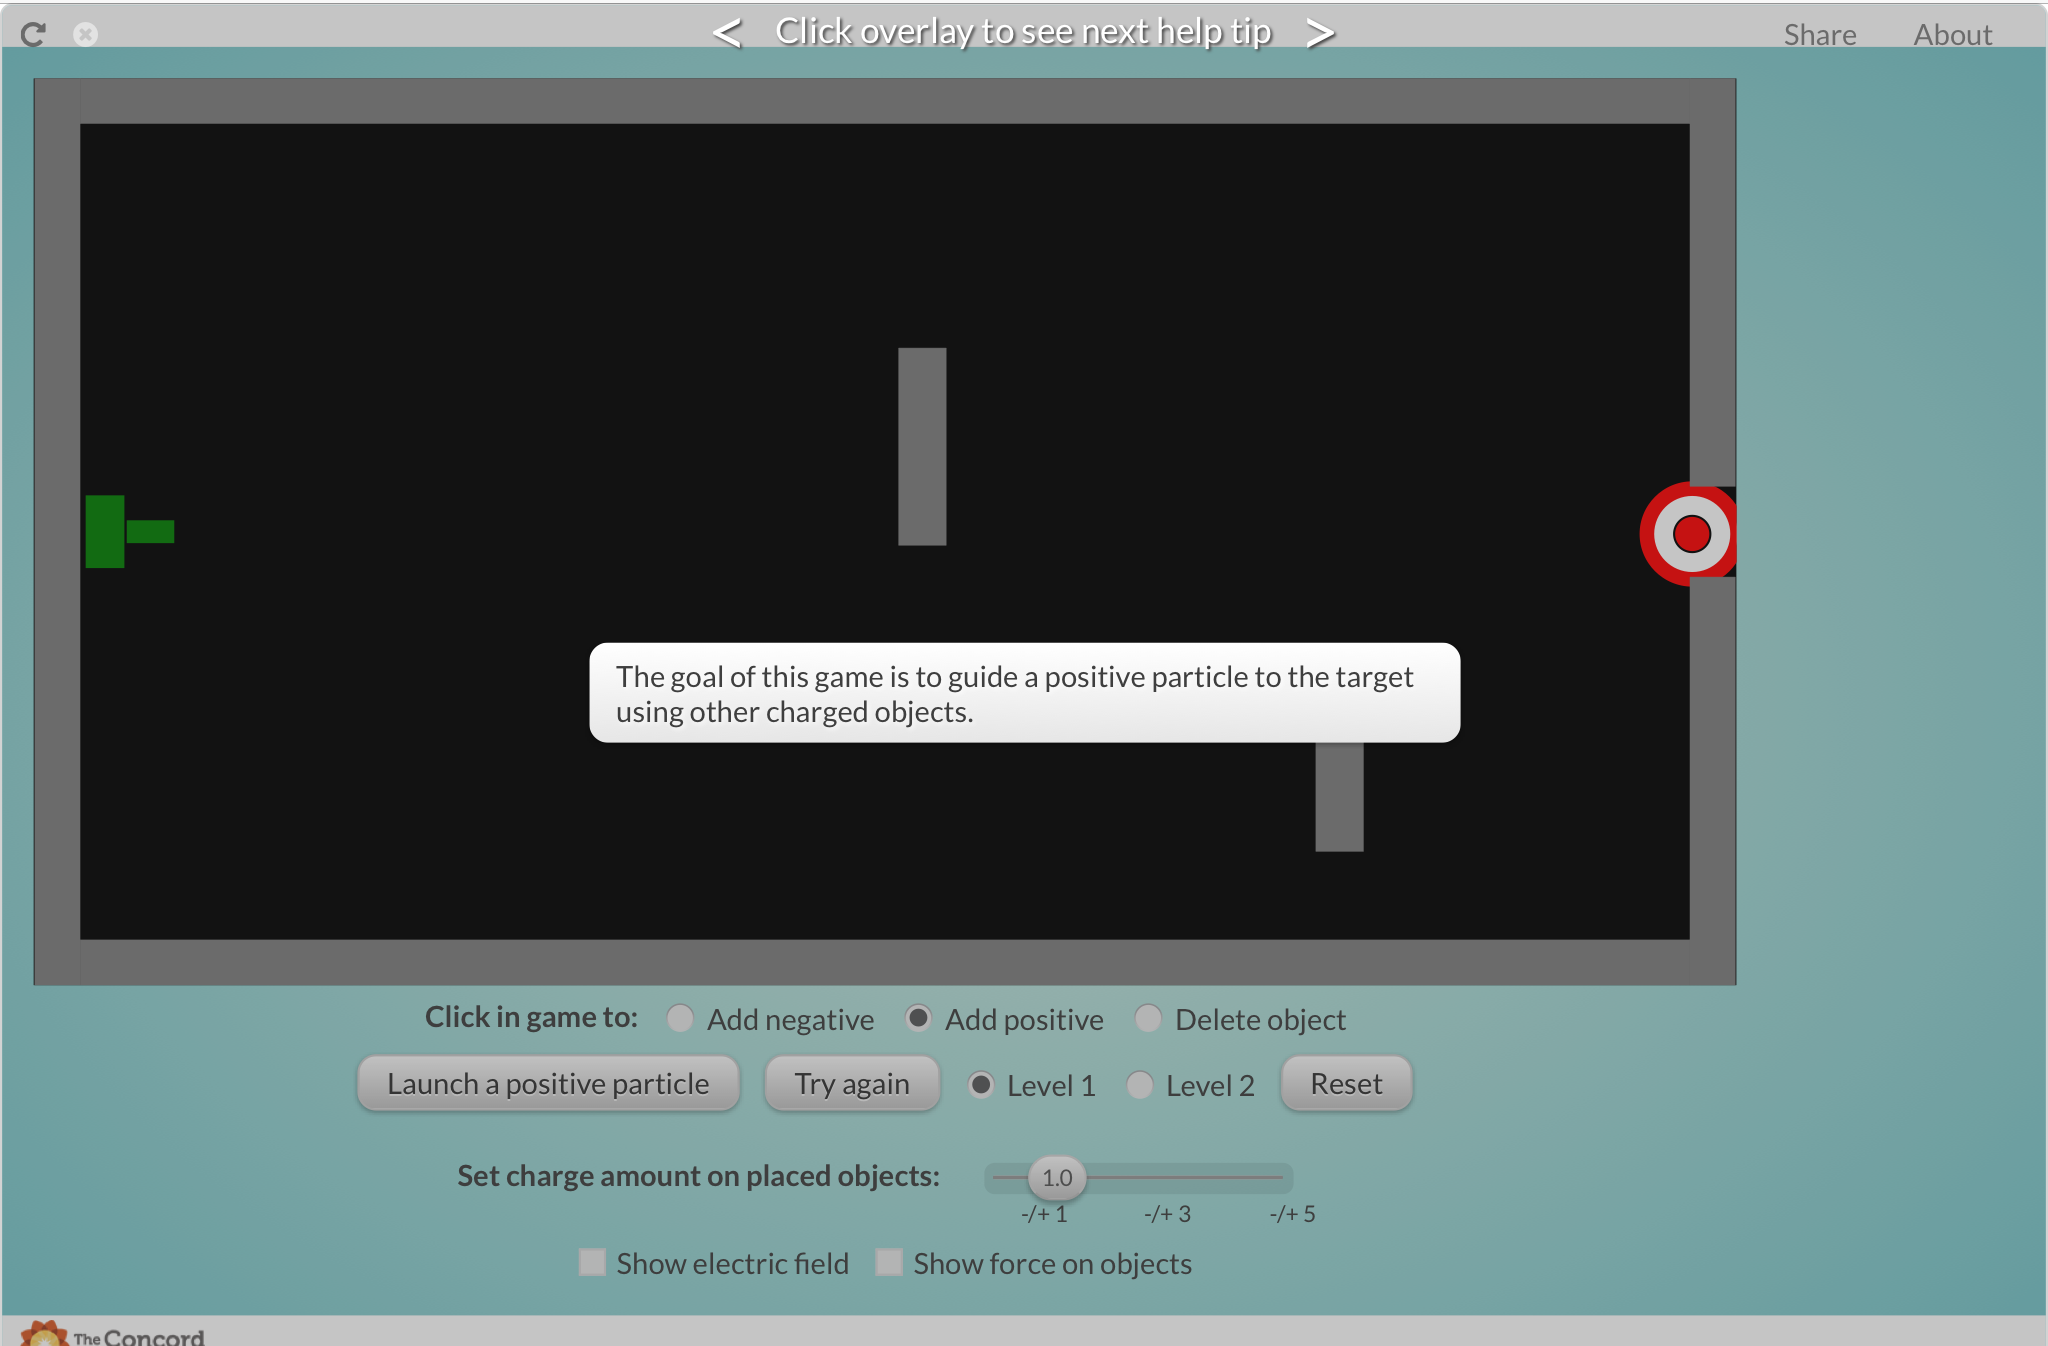 < Click overlay to see next help tip >
Share About
The goal of this game is to guide a positive particle to the target
using other charged objects.
Click in game to: Add negative Add positive Delete object
Launch a positive particle Try again Level 1 Level 2 Reset
Set charge amount on placed objects: 1.0
-/+ 1 -/+ 3 -/+ 5
Show electric field Show force on objects
The Concord